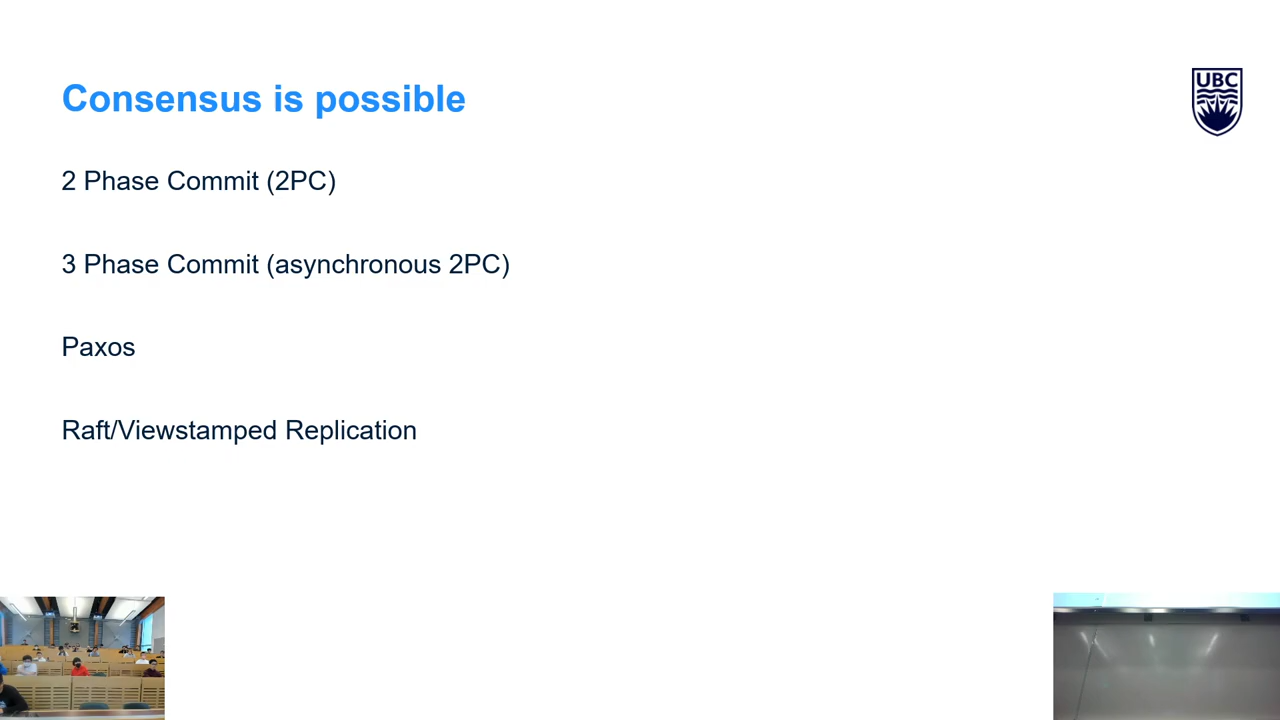 Consensus is possible
UBC
2 Phase Commit (2PC)
3 Phase Commit (asynchronous 2PC)
Paxos
Raft/Viewstamped Replication